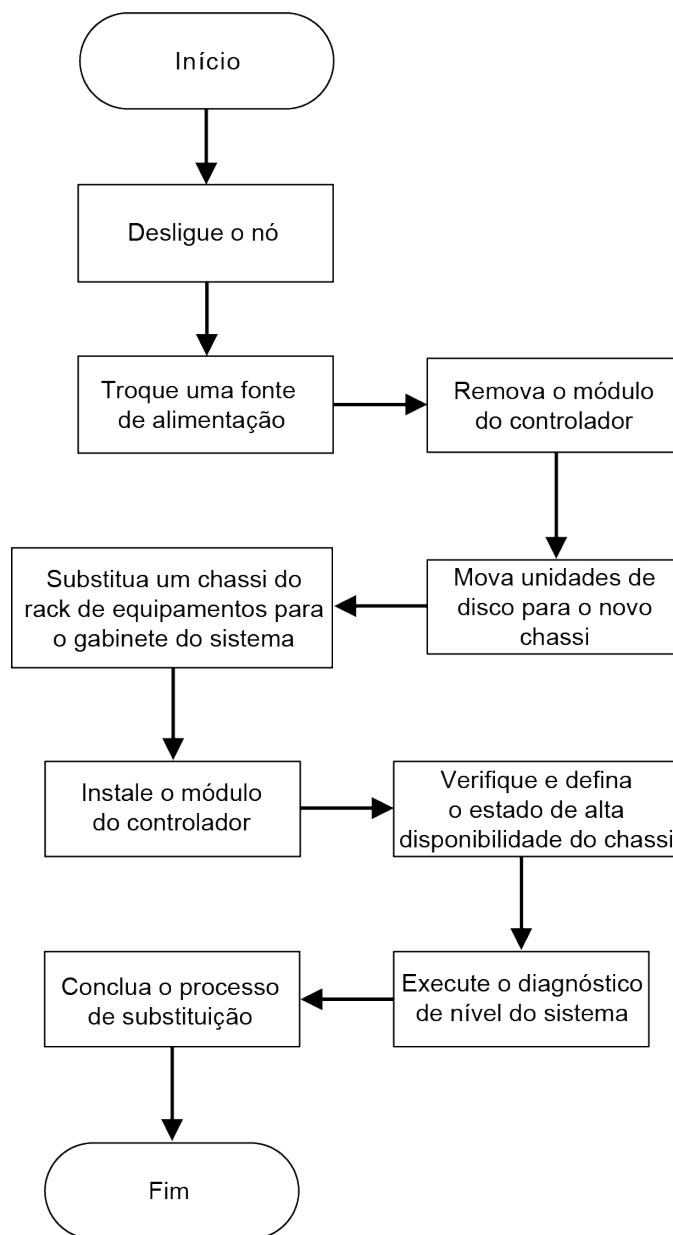 Início
Desligue o nó
Troque uma fonte
de alimentação
Remova o módulo
do controlador
Mova unidades de
disco para o novo
chassi
Substitua um chassi do
rack de equipamentos para
o gabinete do sistema
Instale o módulo
do controlador
Verifique e defina
o estado de alta
disponibilidade do chassi
Execute o diagnóstico
de nível do sistema
Conclua o processo
de substituição
Fim